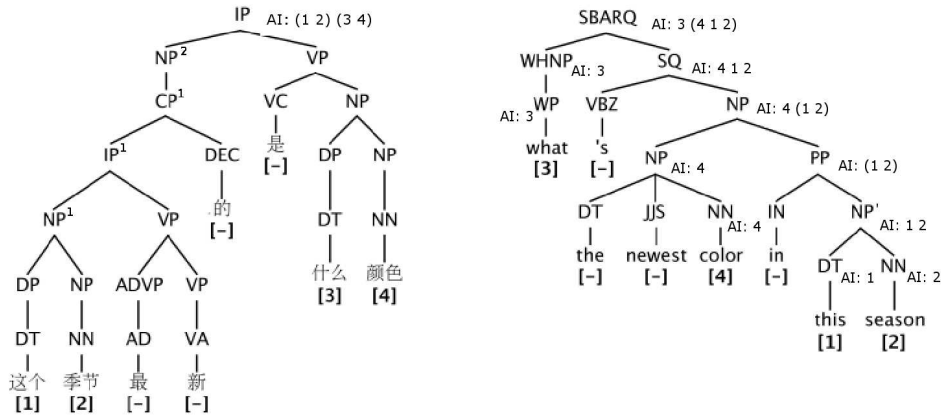 IP AI: (1 2) (3 4)
NP² VP
CP¹ VC NP
是
[-]
IP¹ DEC DP NP
.的
[-]
NP¹ VP DT NN
什么 颜色
[3] [4]
DP NP ADVP VP
DT NN AD VA
这个 季节 最 新
[1] [2] [-] [-]
SBARQ AI: 3 (4 1 2)
WHNP AI: 3 SQ AI: 4 1 2
AI: 3 WP VBZ NP AI: 4 (1 2)
what 's
[3] [-]
NP AI: 4 PP AI: (1 2)
DT JJS NN AI: 4 IN NP' AI: 1 2
the newest color in
[-] [-] [4] [-]
DT AI: 1 NN AI: 2
this season
[1] [2]